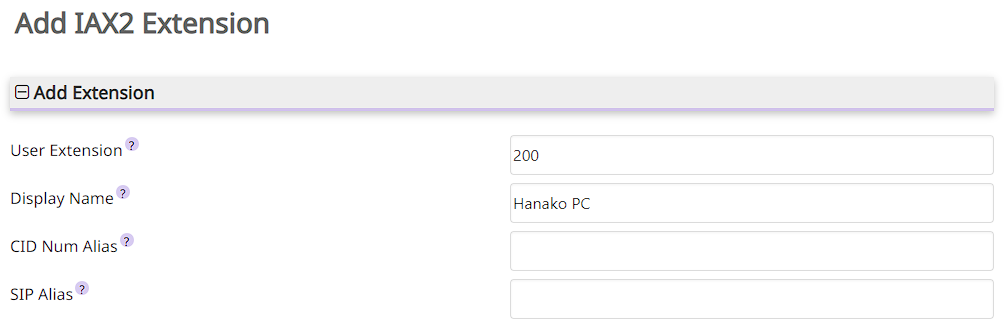 Add IAX2 Extension
Add Extension
User Extension ? 200
Display Name ? Hanako PC
CID Num Alias ?
SIP Alias ?